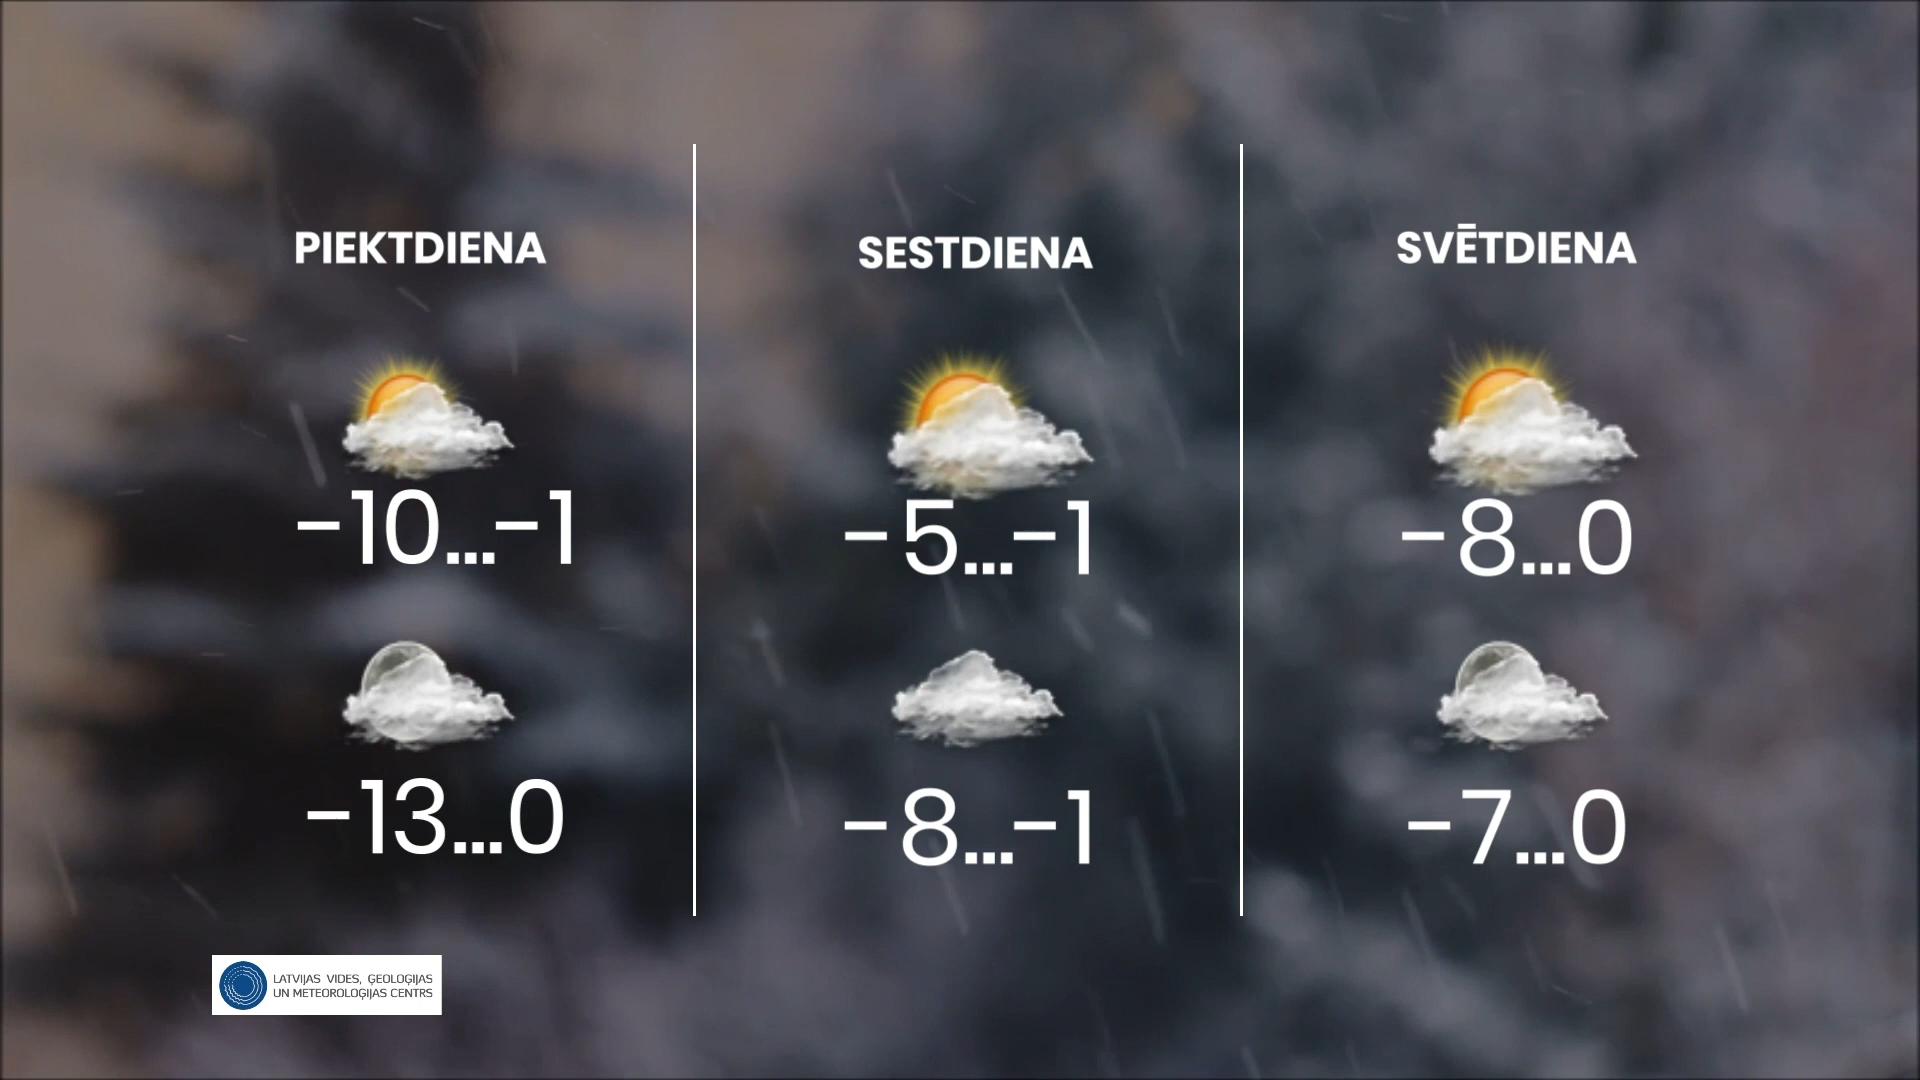 PIEKTDIENA
-10...-1
-13...0
SESTDIENA
-5...-1
-8...-1
SVĒTDIENA
-8...0
-7...0
LATVIJAS VIDES, ĢEOLOĢIJAS
UN METEOROLOĢIJAS CENTRS